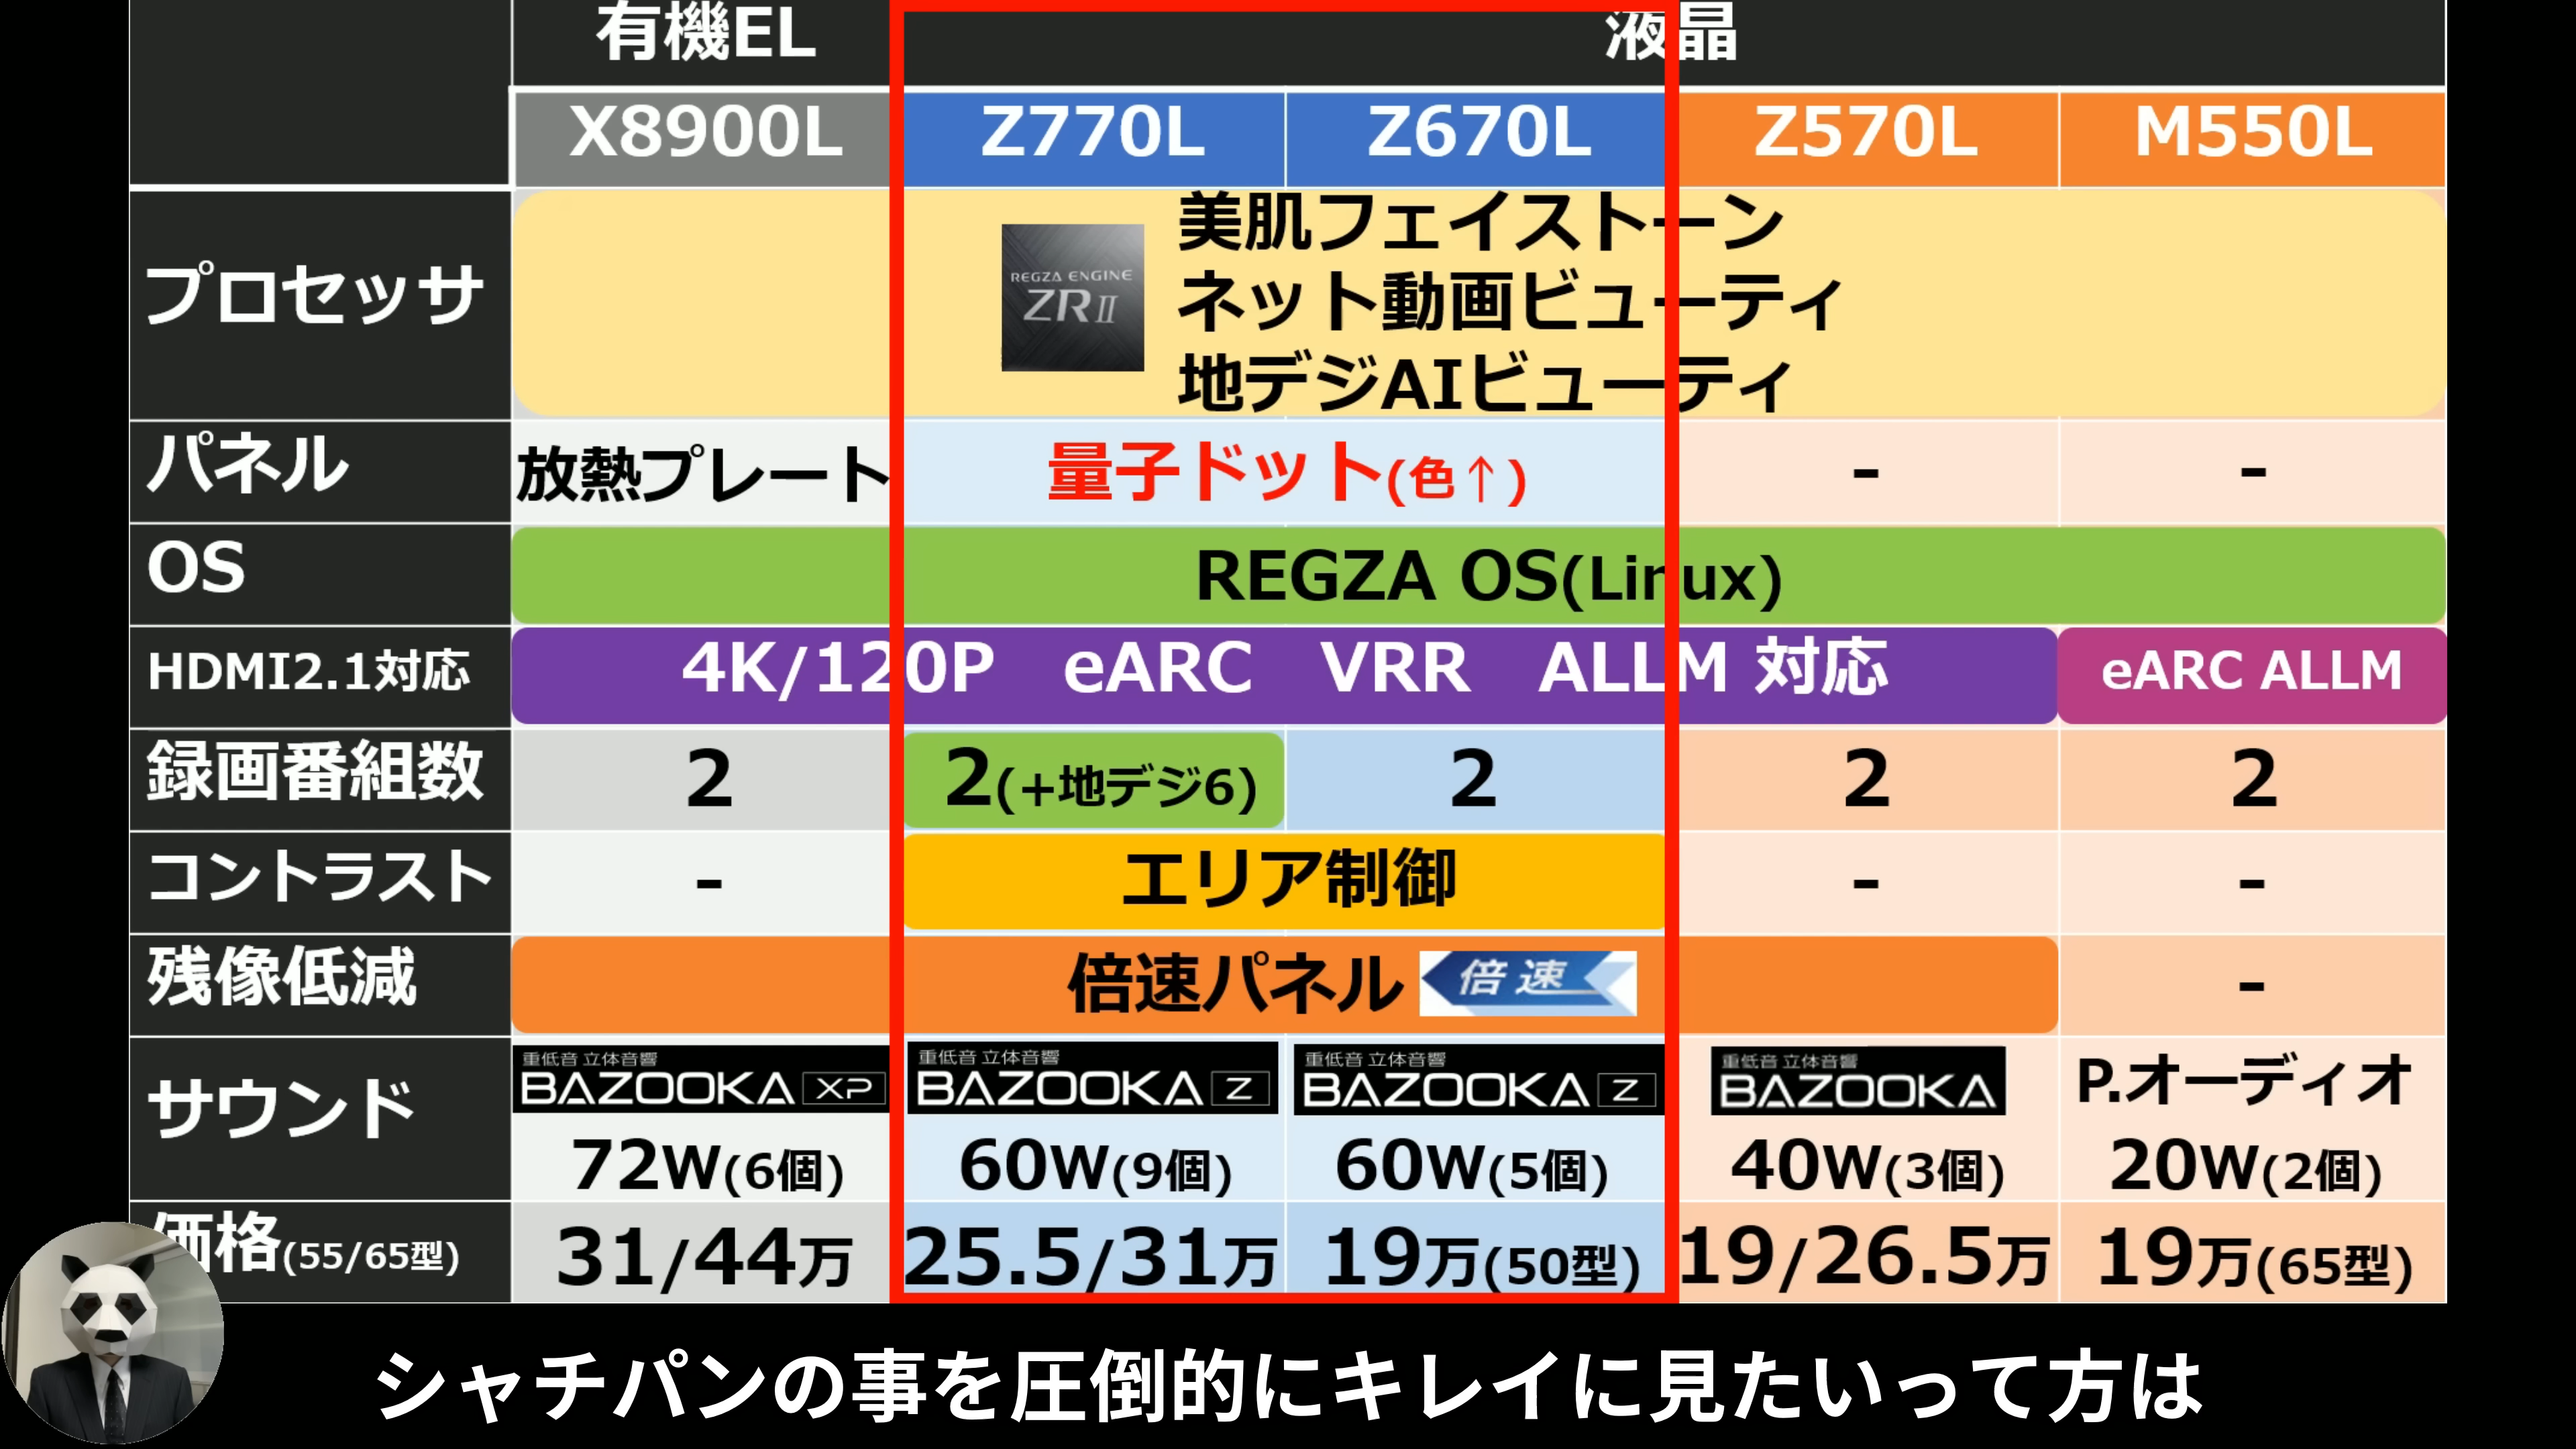 有機EL 液晶
X8900L Z770L Z670L Z570L M550L
プロセッサ REGZA ENGINE ZRⅡ 美肌フェイストーン
ネット動画ビューティ
地デジAIビューティ
パネル 放熱プレート 量子ドット(色↑) - -
OS REGZA OS(Linux)
HDMI2.1対応 4K/120P eARC VRR ALLM 対応 eARC ALLM
録画番組数 2 2(+地デジ6) 2 2 2
コントラスト - エリア制御 - -
残像低減 倍速パネル 倍速 -
サウンド 重低音 立体音響 BAZOOKA XP 重低音 立体音響 BAZOOKA Z 重低音 立体音響 BAZOOKA Z 重低音 立体音響 BAZOOKA P.オーディオ
72W(6個) 60W(9個) 60W(5個) 40W(3個) 20W(2個)
価格(55/65型) 31/44万 25.5/31万 19万(50型) 19/26.5万 19万(65型)
シャチパンの事を圧倒的にキレイに見たいって方は